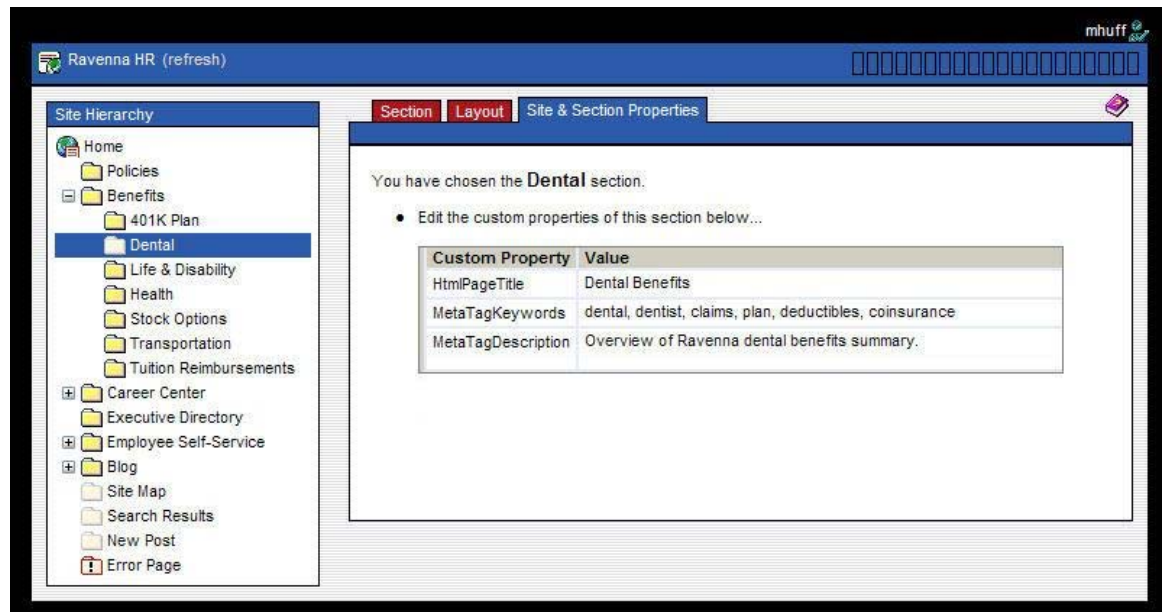 mhuff
Ravenna HR (refresh)
Site Hierarchy
Home
Policies
Benefits
401K Plan
Dental
Life & Disability
Health
Stock Options
Transportation
Tuition Reimbursements
Career Center
Executive Directory
Employee Self-Service
Blog
Site Map
Search Results
New Post
Error Page
Section Layout Site & Section Properties
You have chosen the Dental section.
• Edit the custom properties of this section below...
Custom Property Value
HtmlPageTitle Dental Benefits
MetaTagKeywords dental, dentist, claims, plan, deductibles, coinsurance
MetaTagDescription Overview of Ravenna dental benefits summary.